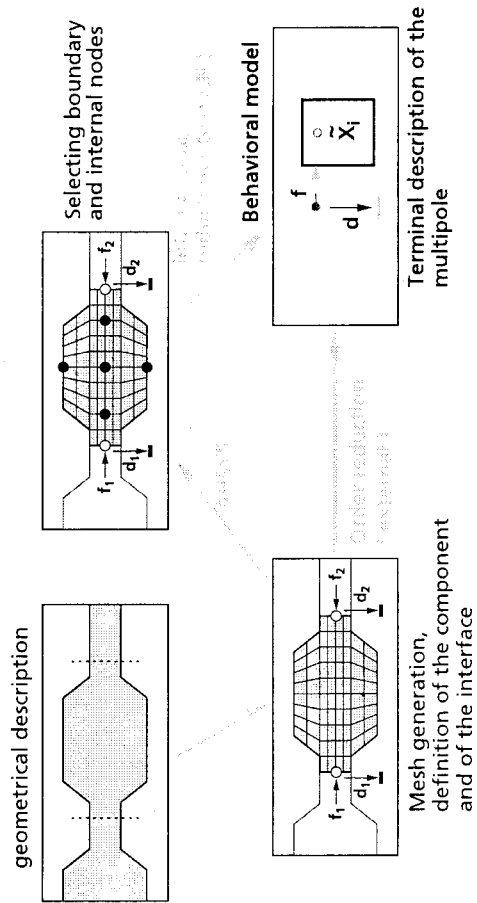 geometrical description
Selecting boundary
and internal nodes
f₁
d₁
f₂
d₂
Mesh generation,
definition of the component
and of the interface
f₁
d₁
f₂
d₂
Order reduction
Behavioral model
f
d
x̃ᵢ
Terminal description of the
multipole